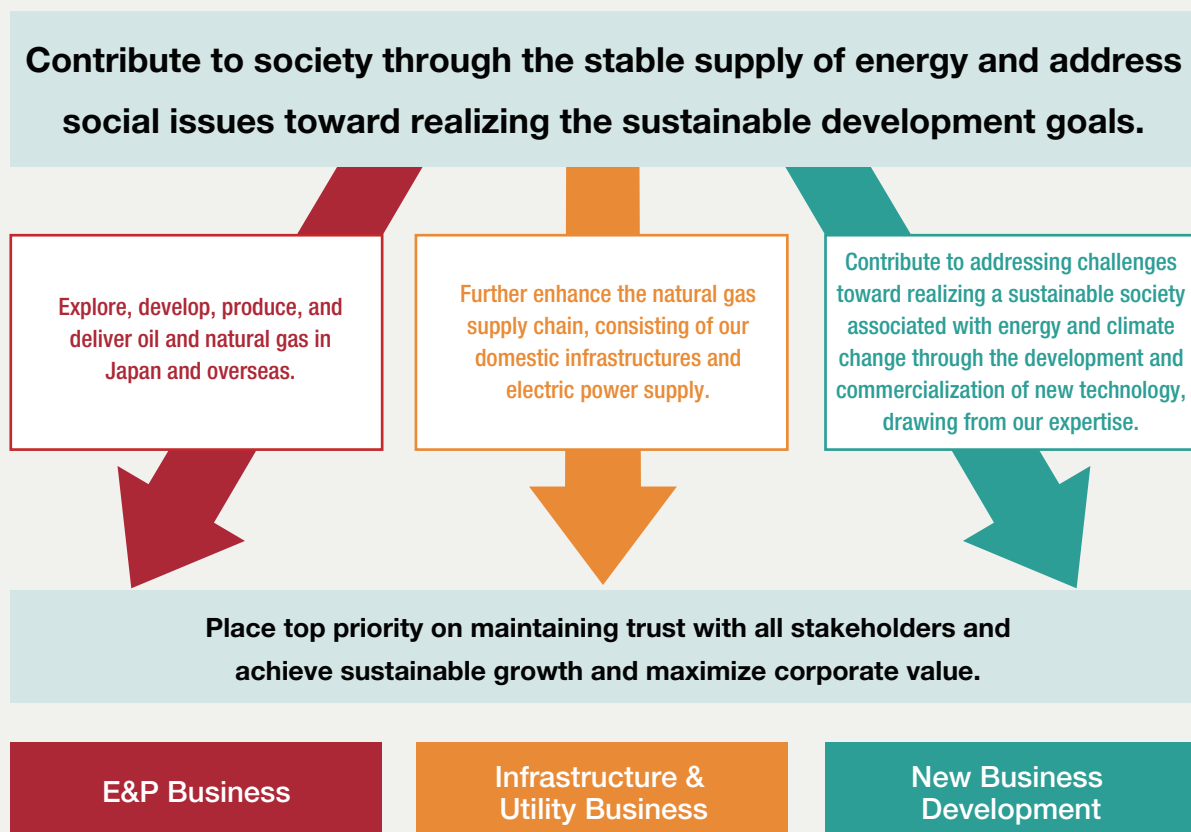 Contribute to society through the stable supply of energy and address
social issues toward realizing the sustainable development goals.
Explore, develop, produce, and
deliver oil and natural gas in
Japan and overseas.
Further enhance the natural gas
supply chain, consisting of our
domestic infrastructures and
electric power supply.
Contribute to addressing challenges
toward realizing a sustainable society
associated with energy and climate
change through the development and
commercialization of new technology,
drawing from our expertise.
Place top priority on maintaining trust with all stakeholders and
achieve sustainable growth and maximize corporate value.
E&P Business
Infrastructure &
Utility Business
New Business
Development